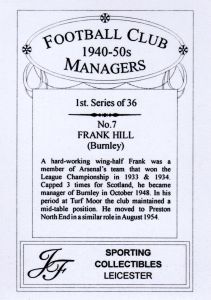 FOOTBALL CLUB
1940-50s
MANAGERS
1st. Series of 36
No.7
FRANK HILL
(Burnley)
A hard-working wing-half Frank was a
member of Arsenal's team that won the
League Championship in 1933 & 1934.
Capped 3 times for Scotland, he became
manager of Burnley in October 1948. In his
period at Turf Moor the club maintained a
mid-table position. He moved to Preston
North End in a similar role in August 1954.
JF
SPORTING
COLLECTIBLES
LEICESTER